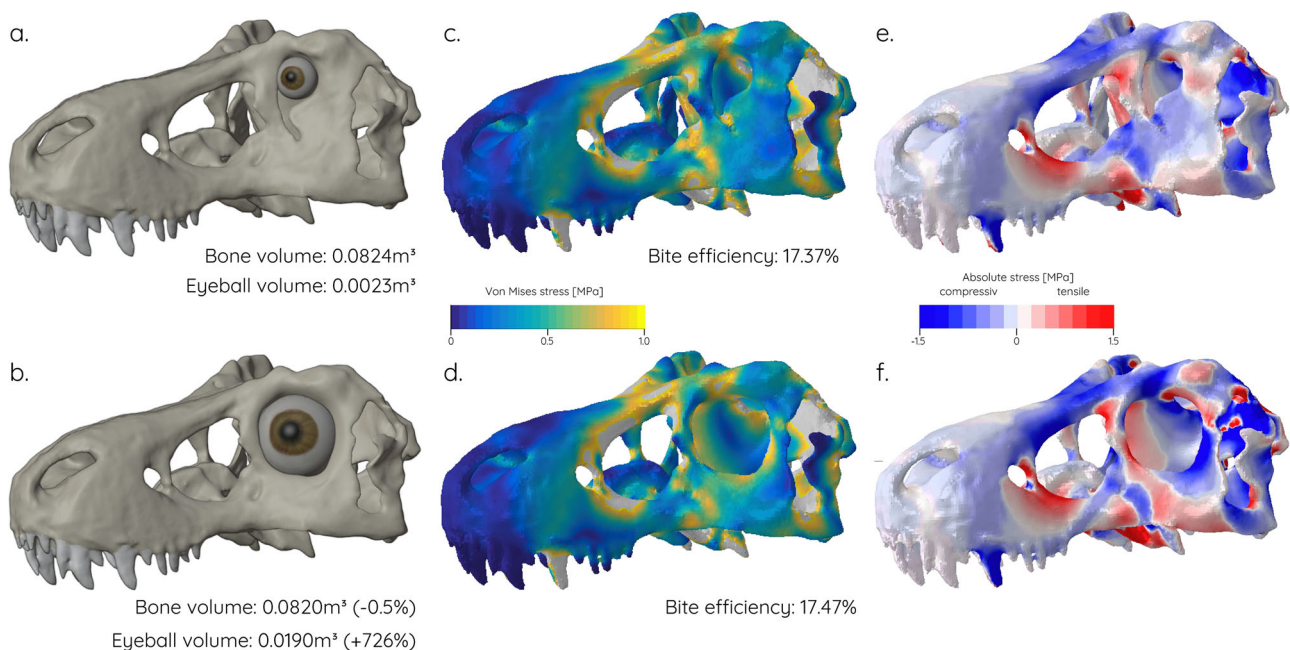 a.
c.
e.
Bone volume: 0.0824m³
Eyeball volume: 0.0023m³
Bite efficiency: 17.37%
Von Mises stress [MPa]
0
0.5
1.0
Absolute stress [MPa]
compressiv tensile
-1.5
0
1.5
b.
d.
f.
Bone volume: 0.0820m³ (-0.5%)
Eyeball volume: 0.0190m³ (+726%)
Bite efficiency: 17.47%